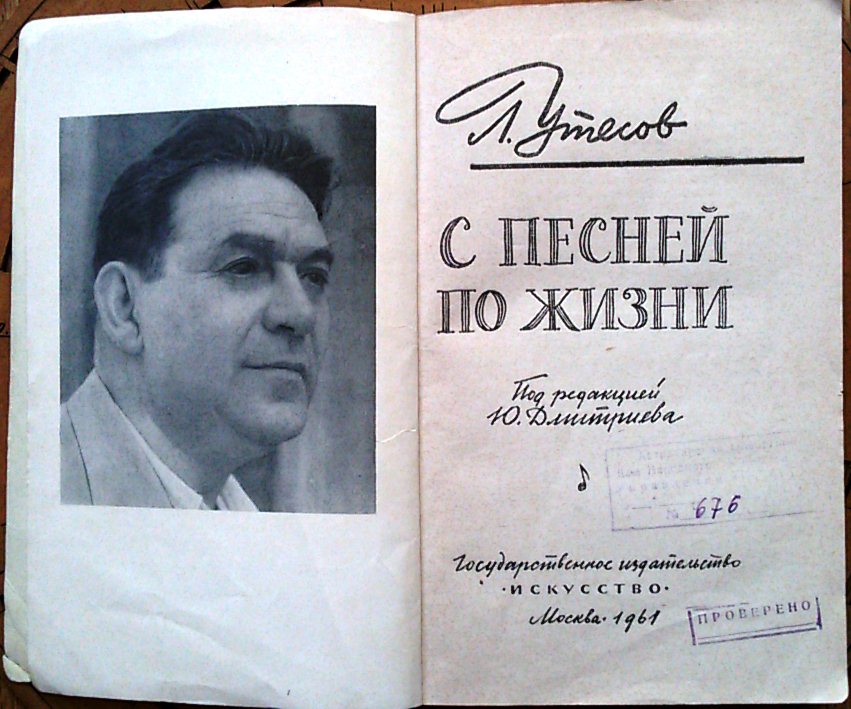 Л. Утесов
С ПЕСНЕЙ
ПО ЖИЗНИ
Под редакцией
Ю. Дмитриева
№ 676
Государственное издательство
·ИСКУССТВО·
Москва·1961
ПРОВЕРЕНО